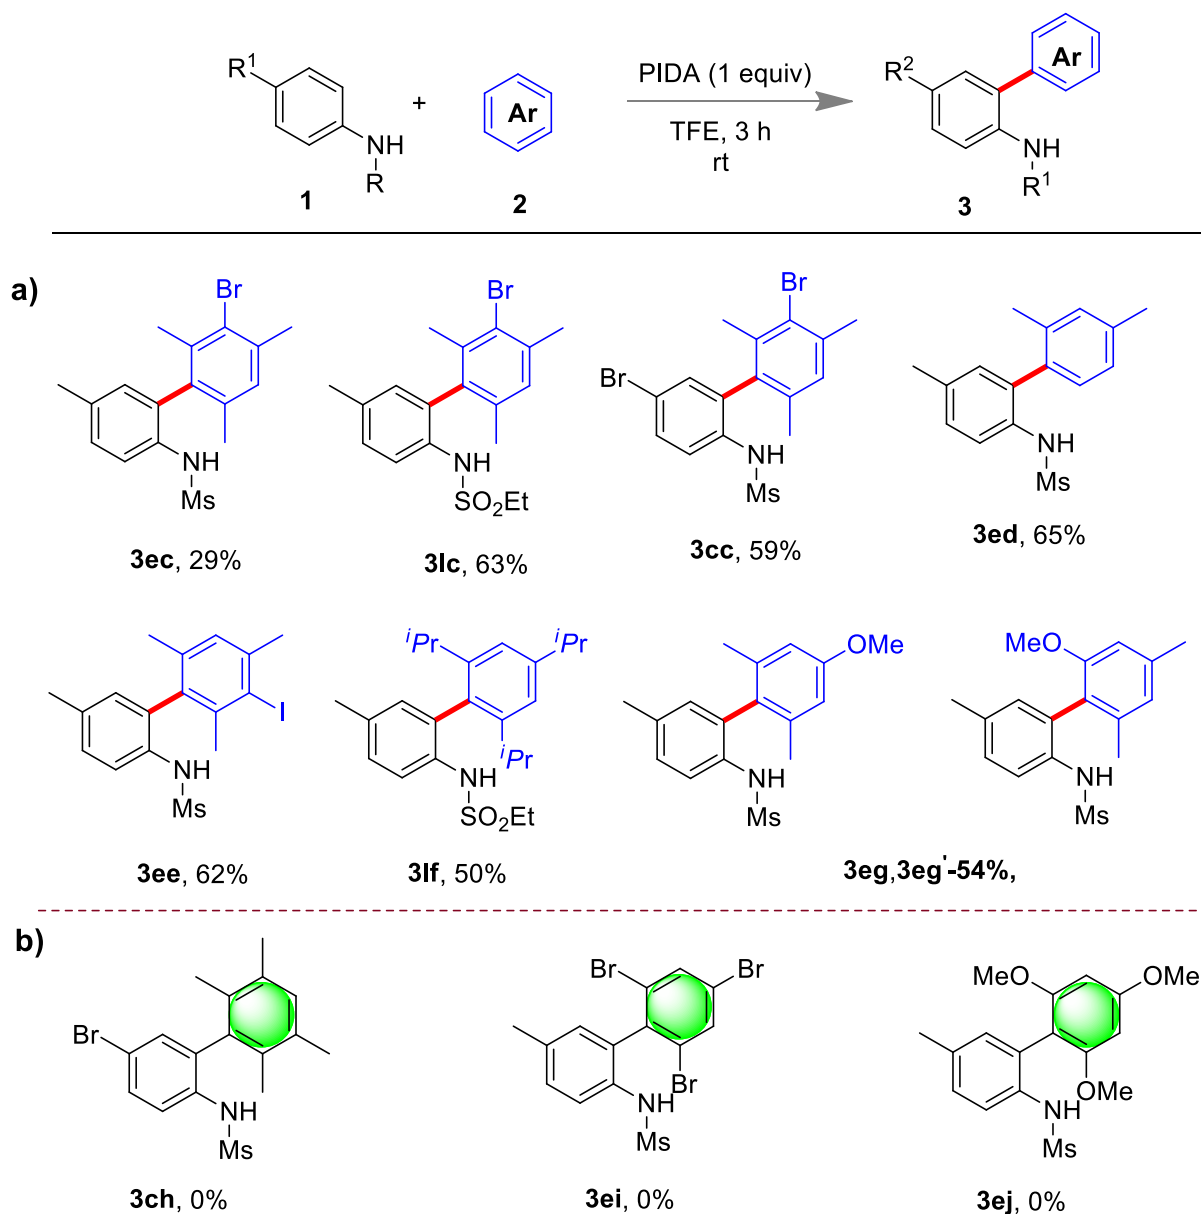 R¹
NH
R
1
+
Ar
2
PIDA (1 equiv)
TFE, 3 h
rt
R²
Ar
NH
R¹
3
a)
Br
NH
Ms
3ec, 29%
Br
NH
SO₂Et
3lc, 63%
Br
Br
NH
Ms
3cc, 59%
NH
Ms
3ed, 65%
I
NH
Ms
3ee, 62%
iPr
iPr
iPr
NH
SO₂Et
3lf, 50%
OMe
NH
Ms
MeO
NH
Ms
3eg,3eg'-54%,
b)
Br
NH
Ms
3ch, 0%
Br
Br
Br
NH
Ms
3ei, 0%
MeO
OMe
OMe
NH
Ms
3ej, 0%